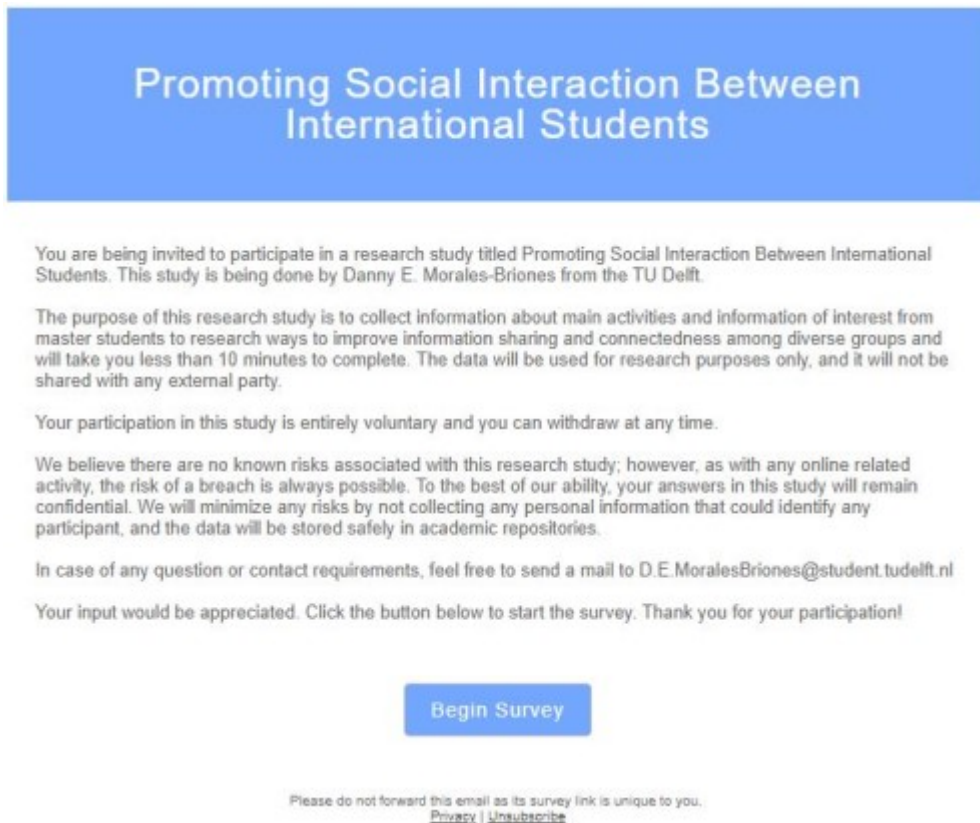 Promoting Social Interaction Between
International Students
You are being invited to participate in a research study titled Promoting Social Interaction Between International
Students. This study is being done by Danny E. Morales-Briones from the TU Delft.
The purpose of this research study is to collect information about main activities and information of interest from
master students to research ways to improve information sharing and connectedness among diverse groups and
will take you less than 10 minutes to complete. The data will be used for research purposes only, and it will not be
shared with any external party.
Your participation in this study is entirely voluntary and you can withdraw at any time.
We believe there are no known risks associated with this research study; however, as with any online related
activity, the risk of a breach is always possible. To the best of our ability, your answers in this study will remain
confidential. We will minimize any risks by not collecting any personal information that could identify any
participant, and the data will be stored safely in academic repositories.
In case of any question or contact requirements, feel free to send a mail to D.E.MoralesBriones@student.tudelft.nl
Your input would be appreciated. Click the button below to start the survey. Thank you for your participation!
Begin Survey
Please do not forward this email as its survey link is unique to you.
Privacy | Unsubscribe